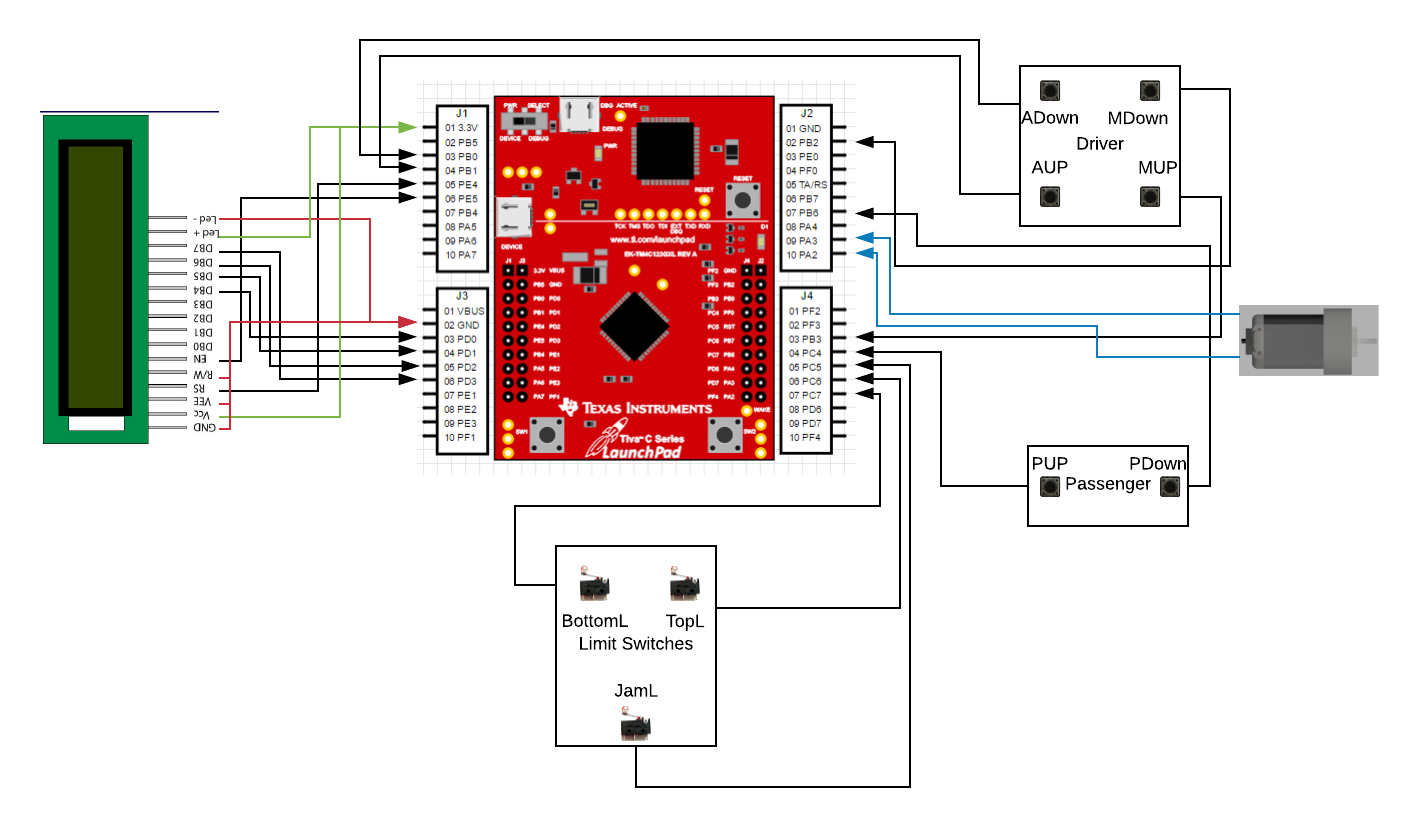 Led -
Led +
DB7
DB6
DB5
DB4
DB3
DB2
DB1
DB0
EN
R/W
RS
VEE
Vcc
GND
J1
01 3.3V
02 PB5
03 PB0
04 PB1
05 PE4
06 PE5
07 PB4
08 PA5
09 PA6
10 PA7
J3
01 VBUS
02 GND
03 PD0
04 PD1
05 PD2
06 PD3
07 PE1
08 PE2
09 PE3
10 PF1
PWR SELECT
DEVICE DEBUG
DBG ACTIVE
DEBUG
PWR
RESET
RESET
TCK TMS TDO TDI EXT TXD RXD
DBG
D1
DEVICE
www.ti.com/launchpad
EK-TM4C123GXL REV A
J1 J3
3.3V VBUS
PB5 GND
PB0 PD0
PB1 PD1
PE4 PD2
PE5 PD3
PB4 PE1
PA5 PE2
PA6 PE3
PA7 PF1
J4 J2
PF2 GND
PF3 PB2
PB3 PE0
PC4 PF0
PC5 RST
PC6 PB7
PC7 PB6
PD6 PA4
PD7 PA3
PF4 PA2
TEXAS INSTRUMENTS
WAKE
SW1
SW2
Tiva™ C Series
LaunchPad
J2
01 GND
02 PB2
03 PE0
04 PF0
05 TA/RS
06 PB7
07 PB6
08 PA4
09 PA3
10 PA2
J4
01 PF2
02 PF3
03 PB3
04 PC4
05 PC5
06 PC6
07 PC7
08 PD6
09 PD7
10 PF4
ADown MDown
Driver
AUP MUP
PUP PDown
Passenger
BottomL TopL
Limit Switches
JamL